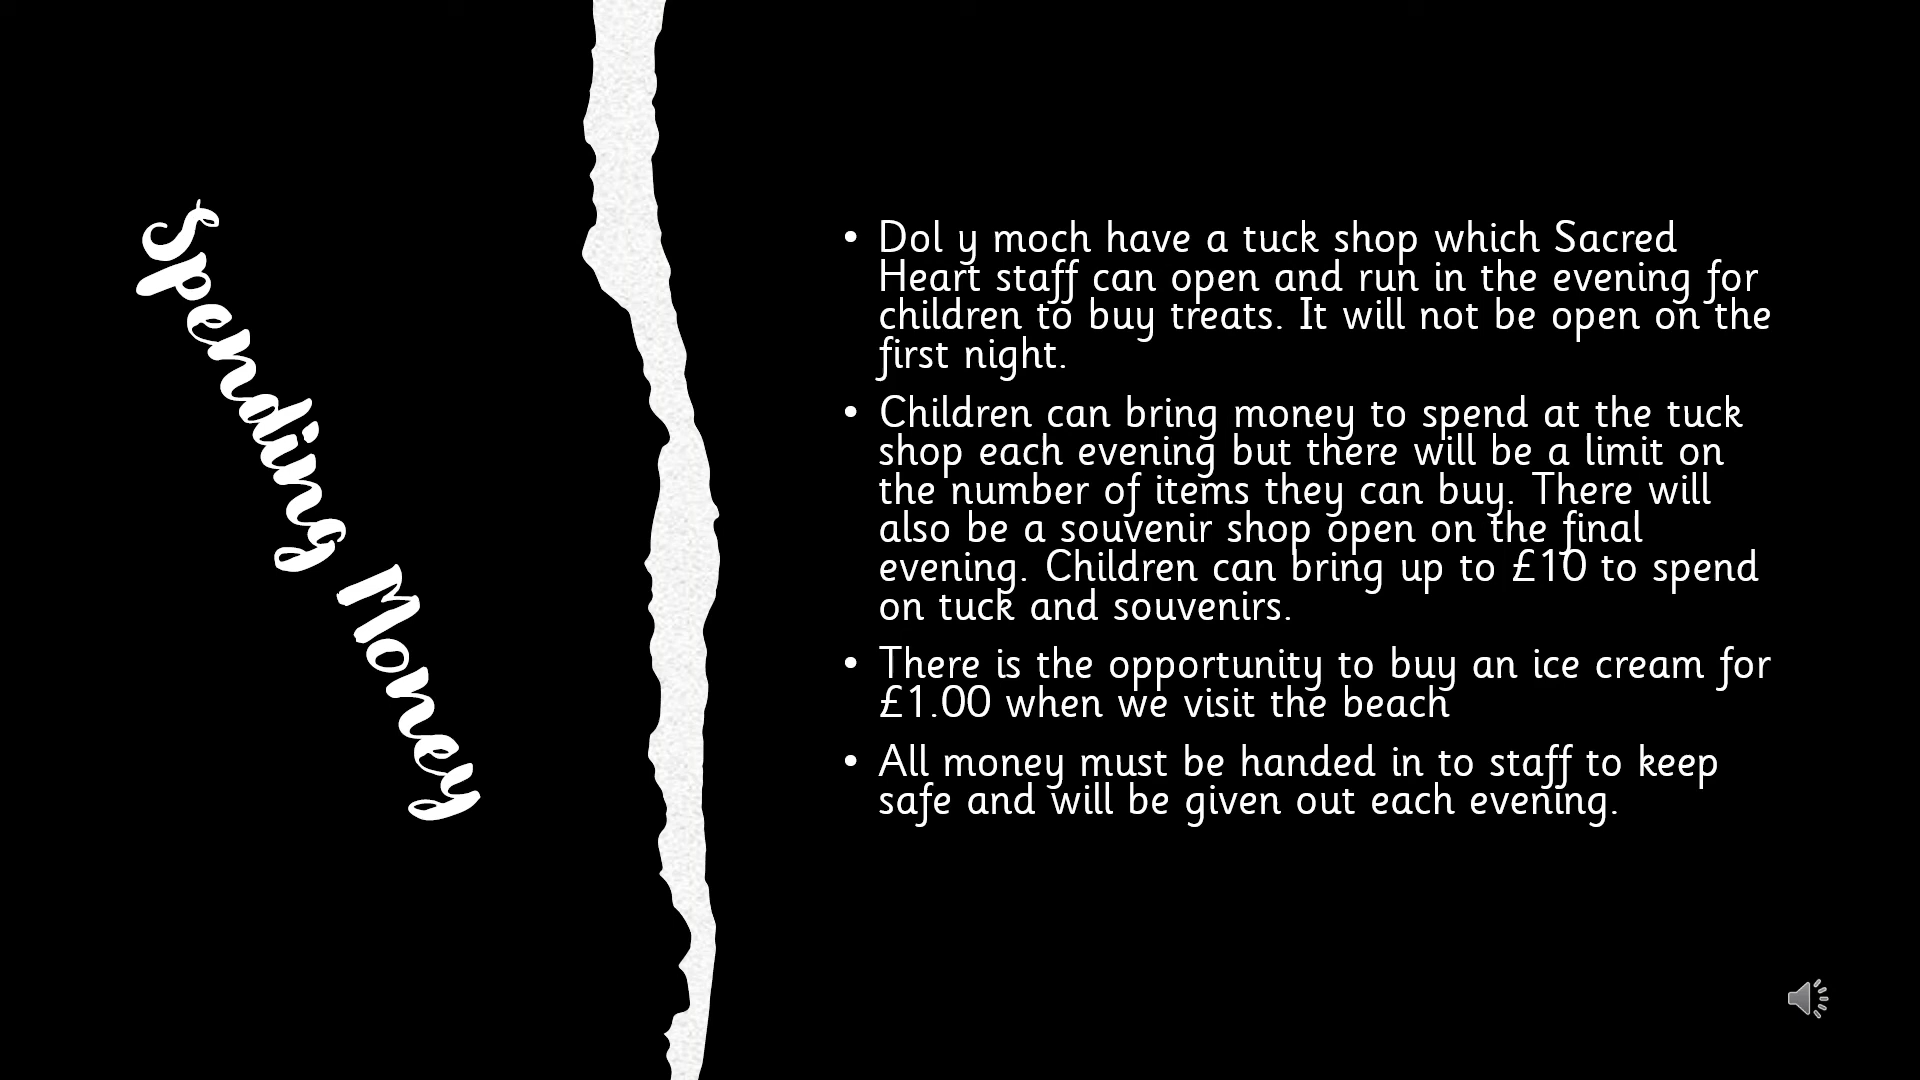 Spending Money
• Dol y moch have a tuck shop which Sacred
Heart staff can open and run in the evening for
children to buy treats. It will not be open on the
first night.
• Children can bring money to spend at the tuck
shop each evening but there will be a limit on
the number of items they can buy. There will
also be a souvenir shop open on the final
evening. Children can bring up to £10 to spend
on tuck and souvenirs.
• There is the opportunity to buy an ice cream for
£1.00 when we visit the beach
• All money must be handed in to staff to keep
safe and will be given out each evening.